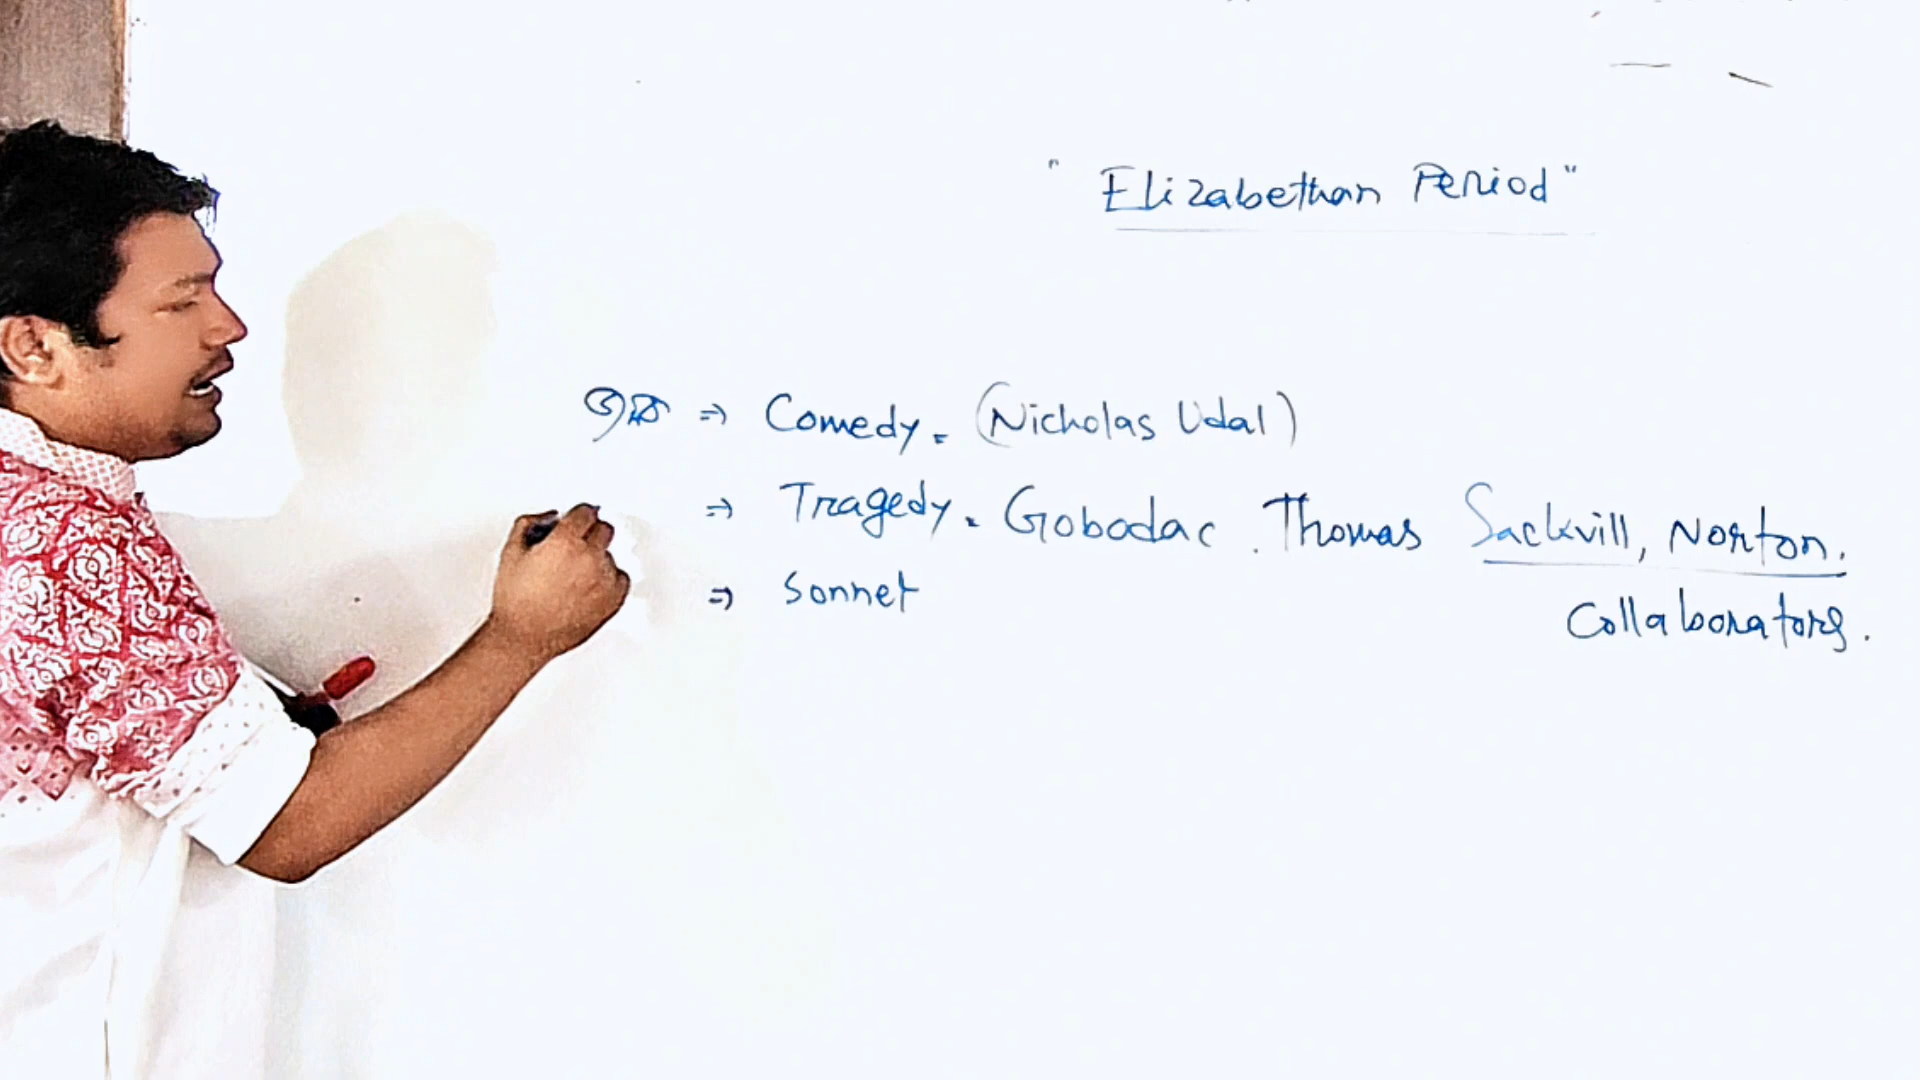 " Elizabethan Period "
⇒ Comedy. (Nicholas Udal)
⇒ Tragedy. Gobodac. Thomas Sackvill, Norton.
⇒ Sonnet
Collaborators.